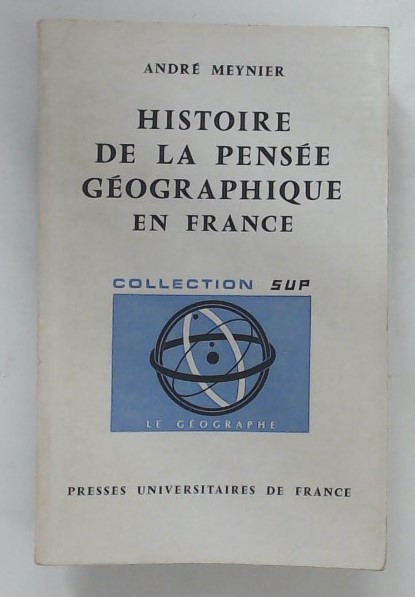 ANDRÉ MEYNIER
HISTOIRE
DE LA PENSÉE
GÉOGRAPHIQUE
EN FRANCE
COLLECTION SUP
LE GÉOGRAPHE
PRESSES UNIVERSITAIRES DE FRANCE